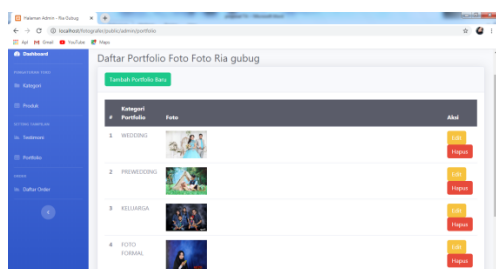 Halaman Admin - Ria Gubug
localhost/fotografer/public/admin/portfolio
Apl
Gmail
YouTube
Maps
Dashboard
Kategori
Produk
Testimoni
Portfolio
Daftar Order
Daftar Portfolio Foto Foto Ria gubug
Tambah Portfolio Baru
# Kategori Portfolio Foto Aksi
1 WEDDING Edit
Hapus
2 PREWEDDING Edit
Hapus
3 KELUARGA Edit
Hapus
4 FOTO FORMAL Edit
Hapus